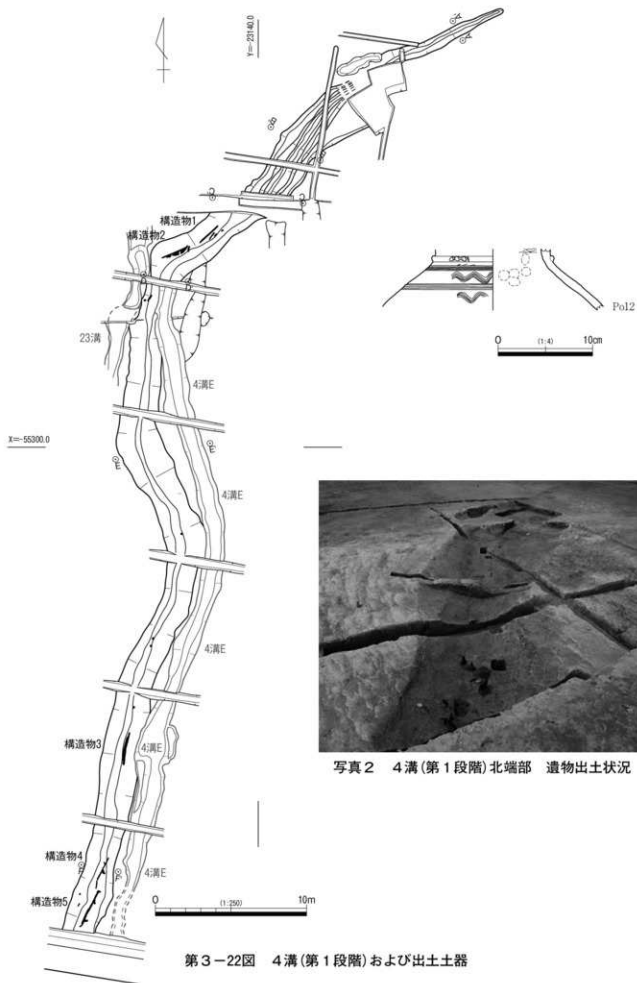 Y=-23140.0
A
A'
B
C
C'
構造物1
構造物2
D
D'
23溝
4溝E
Po12
0 (1:4) 10cm
X=-55300.0
E
E'
4溝E
4溝E
4溝E
構造物3
4溝E
構造物4
F
F'
4溝E
構造物5
0 (1:250) 10m
写真2 4溝(第1段階)北端部 遺物出土状況
第3-22図 4溝(第1段階)および出土土器